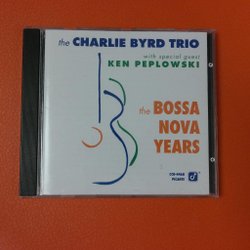 the CHARLIE BYRD TRIO
with special guest
KEN PEPLOWSKI
the BOSSA
NOVA
YEARS